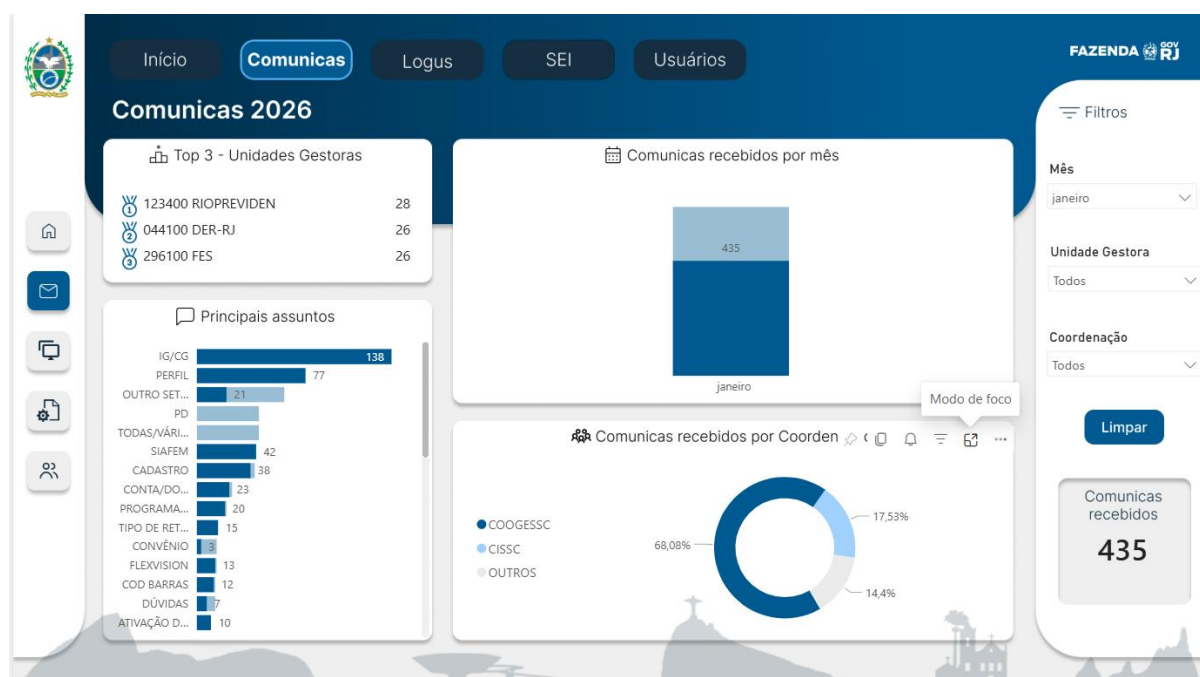 Início
Comunicas
Logus
SEI
Usuários
FAZENDA GOV RJ
Comunicas 2026
Filtros
Top 3 - Unidades Gestoras
1 123400 RIOPREVIDEN 28
2 044100 DER-RJ 26
3 296100 FES 26
Comunicas recebidos por mês
435
janeiro
Mês
janeiro
Unidade Gestora
Todos
Coordenação
Todos
Limpar
Comunicas
recebidos
435
Principais assuntos
IG/CG 138
PERFIL 77
OUTRO SET... 21
PD
TODAS/VÁRI...
SIAFEM 42
CADASTRO 38
CONTA/DO... 23
PROGRAMA... 20
TIPO DE RET... 15
CONVÊNIO 3
FLEXVISION 13
COD BARRAS 12
DÚVIDAS 7
ATIVAÇÃO D... 10
Modo de foco
Comunicas recebidos por Coorden
COOGESSC
CISSC
OUTROS
68,08%
17,53%
14,4%